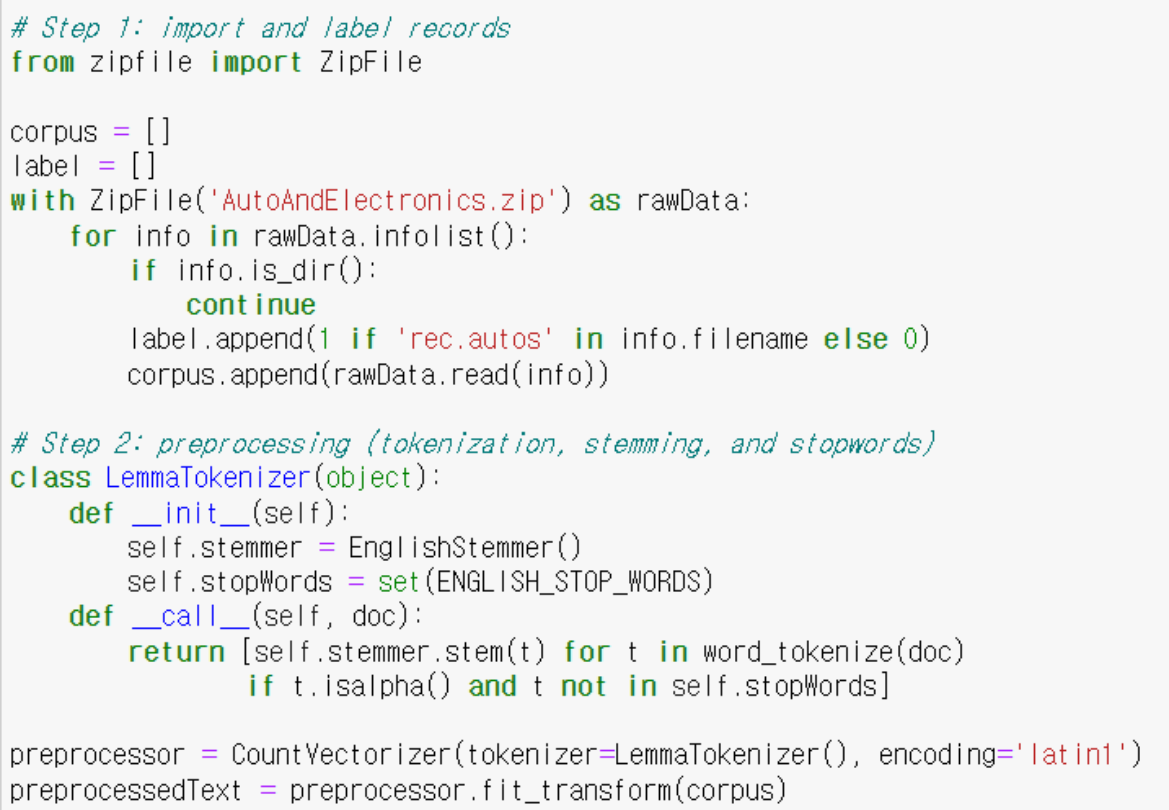 # Step 1: import and label records
from zipfile import ZipFile

corpus = []
label = []
with ZipFile('AutoAndElectronics.zip') as rawData:
    for info in rawData.infolist():
        if info.is_dir():
            continue
        label.append(1 if 'rec.autos' in info.filename else 0)
        corpus.append(rawData.read(info))

# Step 2: preprocessing (tokenization, stemming, and stopwords)
class LemmaTokenizer(object):
    def __init__(self):
        self.stemmer = EnglishStemmer()
        self.stopWords = set(ENGLISH_STOP_WORDS)
    def __call__(self, doc):
        return [self.stemmer.stem(t) for t in word_tokenize(doc)
                if t.isalpha() and t not in self.stopWords]

preprocessor = CountVectorizer(tokenizer=LemmaTokenizer(), encoding='latin1')
preprocessedText = preprocessor.fit_transform(corpus)